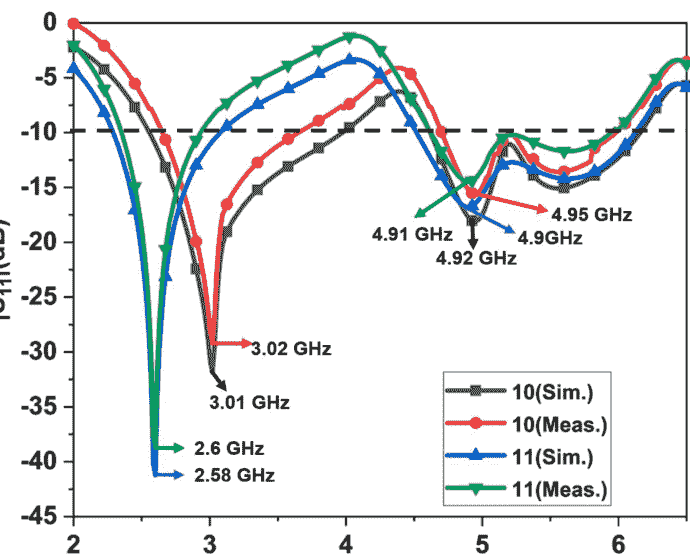 0
-5
-10
-15
-20
-25
-30
-35
-40
-45
2
3
4
5
6
4.95 GHz
4.91 GHz
4.9GHz
4.92 GHz
3.02 GHz
3.01 GHz
2.6 GHz
2.58 GHz
10(Sim.)
10(Meas.)
11(Sim.)
11(Meas.)